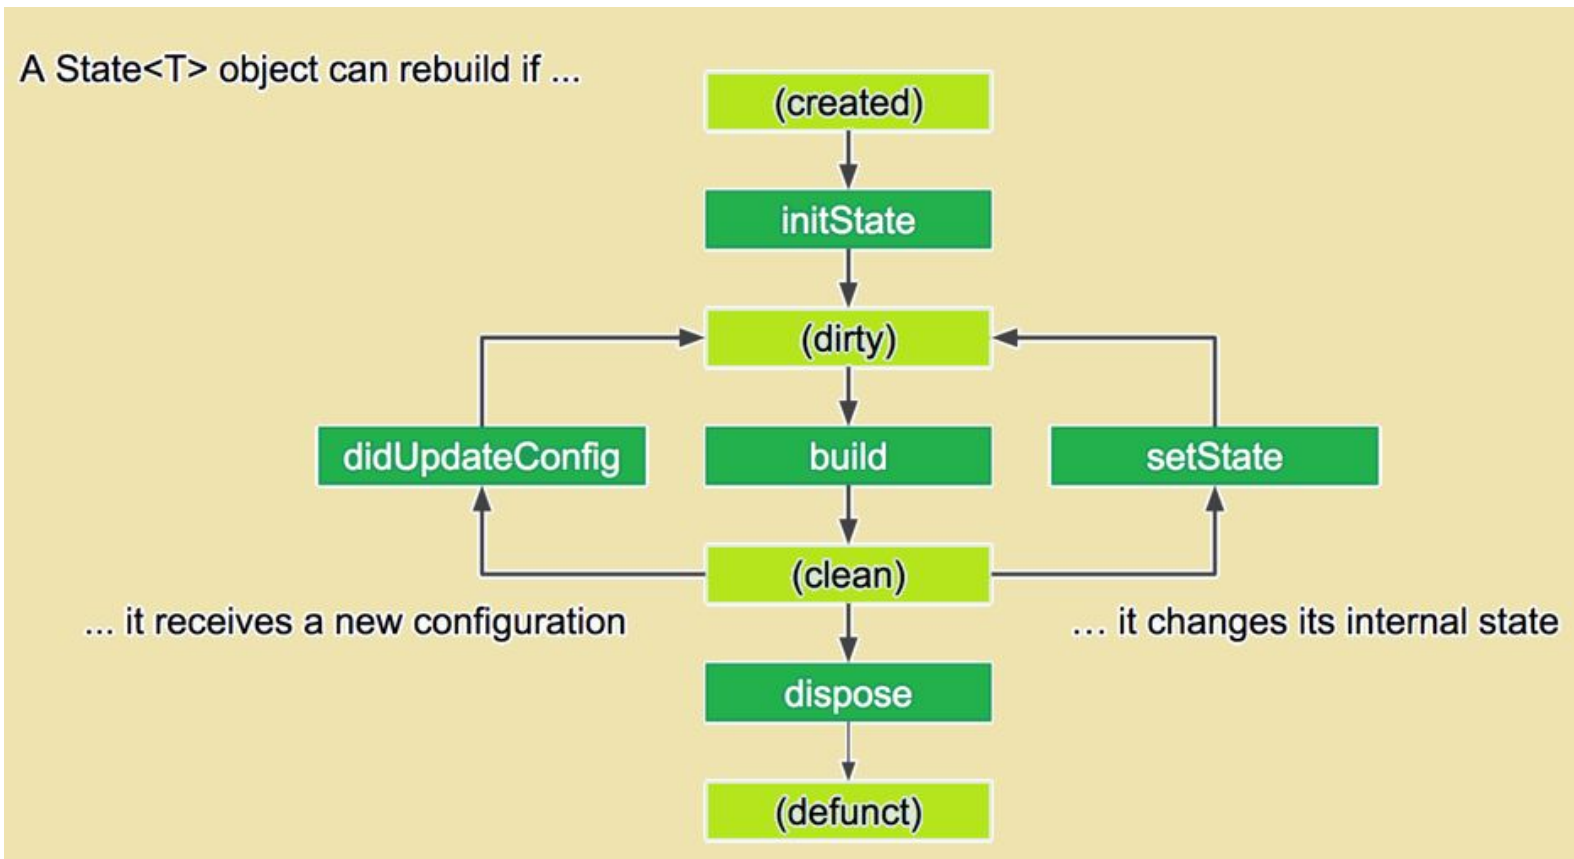 A State<T> object can rebuild if ...
(created)
initState
(dirty)
didUpdateConfig
build
setState
(clean)
... it receives a new configuration
... it changes its internal state
dispose
(defunct)